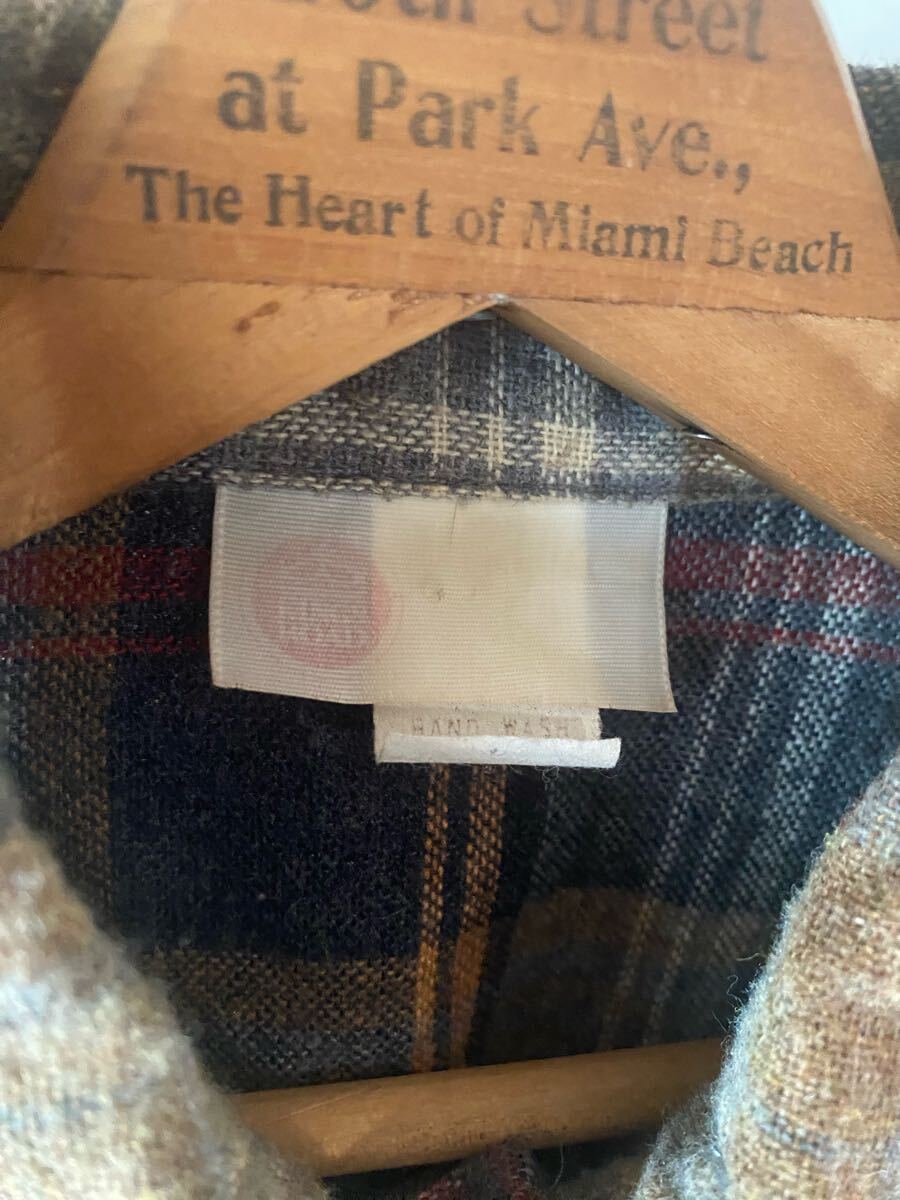 Street
at Park Ave.,
The Heart of Miami Beach
HAND WASH